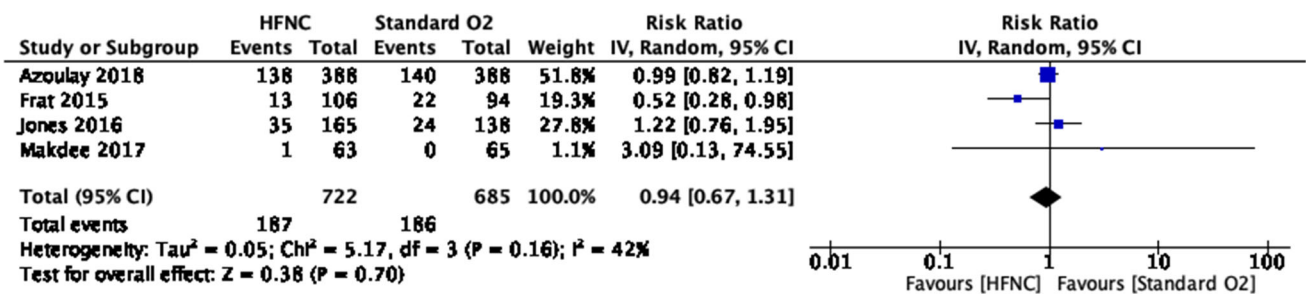 HFNC Standard O2 Risk Ratio Risk Ratio
Study or Subgroup Events Total Events Total Weight IV, Random, 95% CI IV, Random, 95% CI
Azoulay 2018 138 388 140 388 51.8% 0.99 [0.82, 1.19]
Frat 2015 13 106 22 94 19.3% 0.52 [0.28, 0.98]
Jones 2016 35 165 24 138 27.8% 1.22 [0.76, 1.95]
Makdee 2017 1 63 0 65 1.1% 3.09 [0.13, 74.55]
Total (95% CI) 722 685 100.0% 0.94 [0.67, 1.31]
Total events 187 186
Heterogeneity: Tau² = 0.05; Chi² = 5.17, df = 3 (P = 0.16); I² = 42%
Test for overall effect: Z = 0.38 (P = 0.70)
0.01 0.1 1 10 100
Favours [HFNC] Favours [Standard O2]